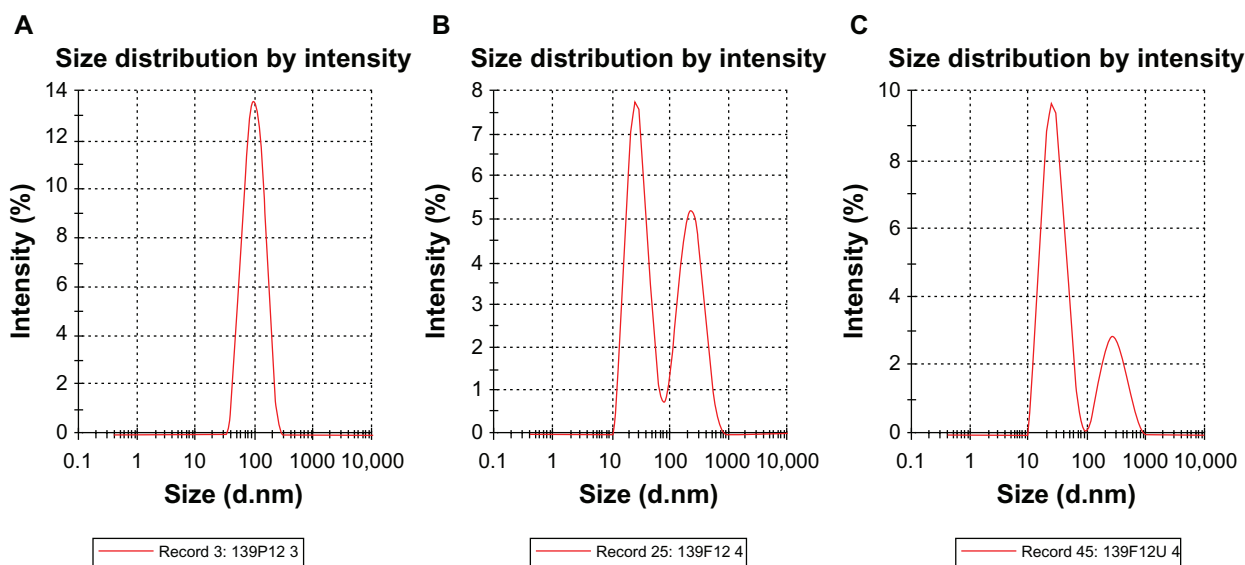 A
Size distribution by intensity
14
12
10
8
6
4
2
0
0.1 1 10 100 1000 10,000
Intensity (%)
Size (d.nm)
Record 3: 139P12 3
B
Size distribution by intensity
8
7
6
5
4
3
2
1
0
0.1 1 10 100 1000 10,000
Intensity (%)
Size (d.nm)
Record 25: 139F12 4
C
Size distribution by intensity
10
8
6
4
2
0
0.1 1 10 100 1000 10,000
Intensity (%)
Size (d.nm)
Record 45: 139F12U 4